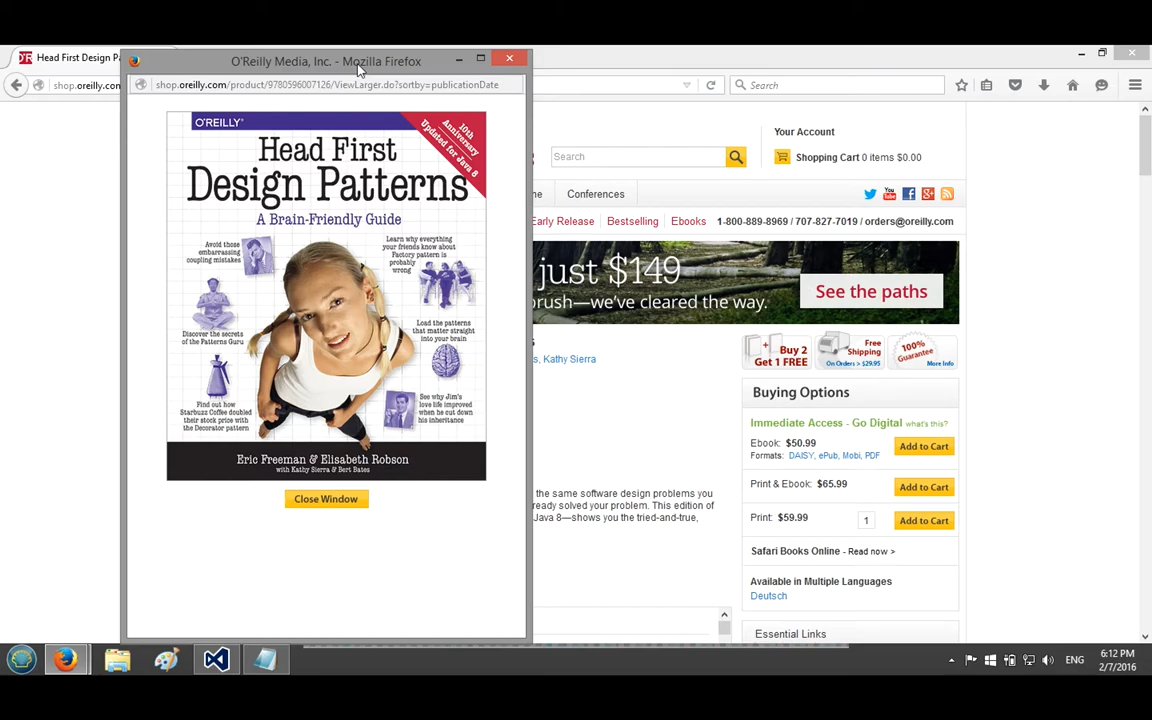 Head First Design Pa
O'Reilly Media, Inc. - Mozilla Firefox
shop.oreilly.com/product/9780596007126/ViewLarger.do?sortby=publicationDate
shop.oreilly.com
Search
O'REILLY®
10th
Anniversary
Updated for Java 8
Head First
Design Patterns
A Brain-Friendly Guide
Avoid those
embarrassing
coupling mistakes
Learn why everything
your friends know about
Factory pattern is
probably
wrong
Discover the secrets
of the Patterns Guru
Load the patterns
that matter straight
into your brain
Find out how
Starbuzz Coffee doubled
their stock price with
the Decorator pattern
See why Jim's
love life improved
when he cut down
his inheritance
Eric Freeman & Elisabeth Robson
with Kathy Sierra & Bert Bates
Close Window
Search
Your Account
Shopping Cart 0 items $0.00
ne
Conferences
You
Tube
Early Release
Bestselling
Ebooks
1-800-889-8969 / 707-827-7019 / orders@oreilly.com
just $149
brush—we've cleared the way.
See the paths
s, Kathy Sierra
Buy 2
Get 1 FREE
Free
Shipping
On Orders > $29.95
100%
Guarantee
More Info
Buying Options
Immediate Access - Go Digital what's this?
Ebook: $50.99
Formats: DAISY, ePub, Mobi, PDF
Add to Cart
Print & Ebook: $65.99
Add to Cart
Print: $59.99
1
Add to Cart
the same software design problems you
ready solved your problem. This edition of
Java 8—shows you the tried-and-true,
Safari Books Online - Read now >
Available in Multiple Languages
Deutsch
Essential Links
ENG
6:12 PM
2/7/2016